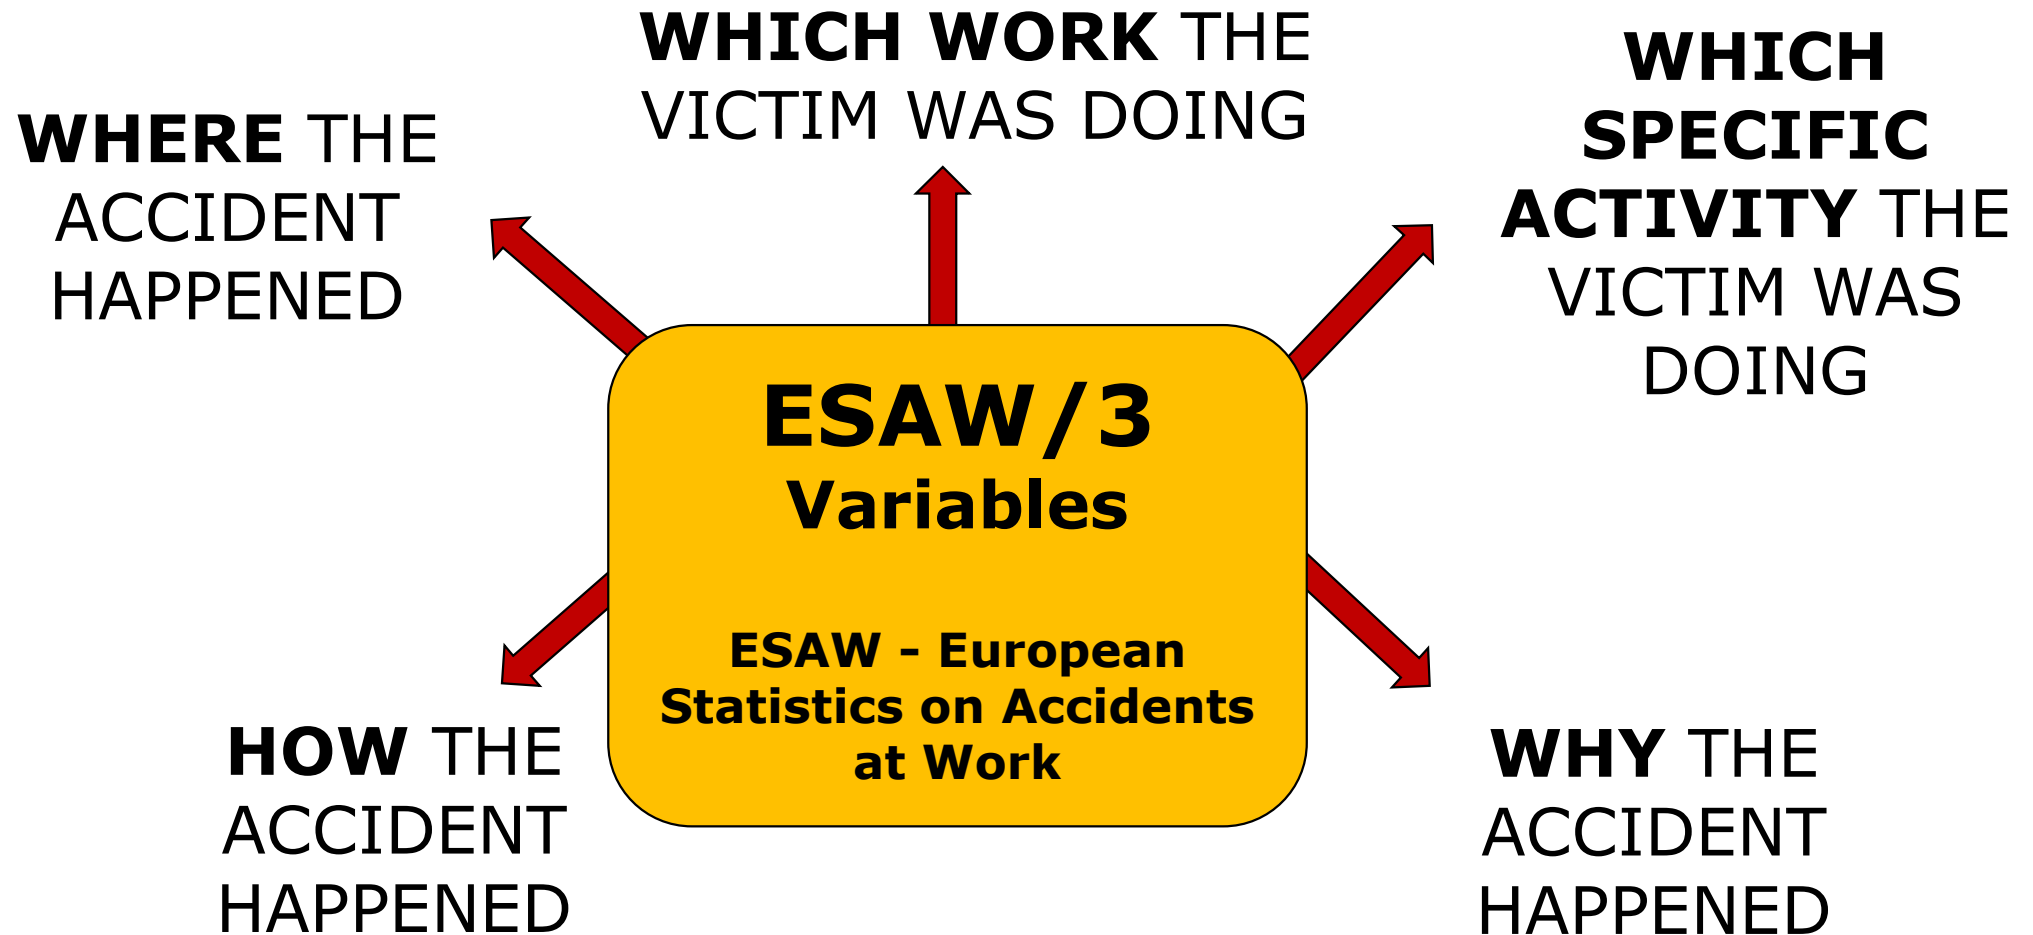 WHICH WORK THE
VICTIM WAS DOING
WHERE THE
ACCIDENT
HAPPENED
WHICH
SPECIFIC
ACTIVITY THE
VICTIM WAS
DOING
ESAW/3
Variables
ESAW – European
Statistics on Accidents
at Work
HOW THE
ACCIDENT
HAPPENED
WHY THE
ACCIDENT
HAPPENED